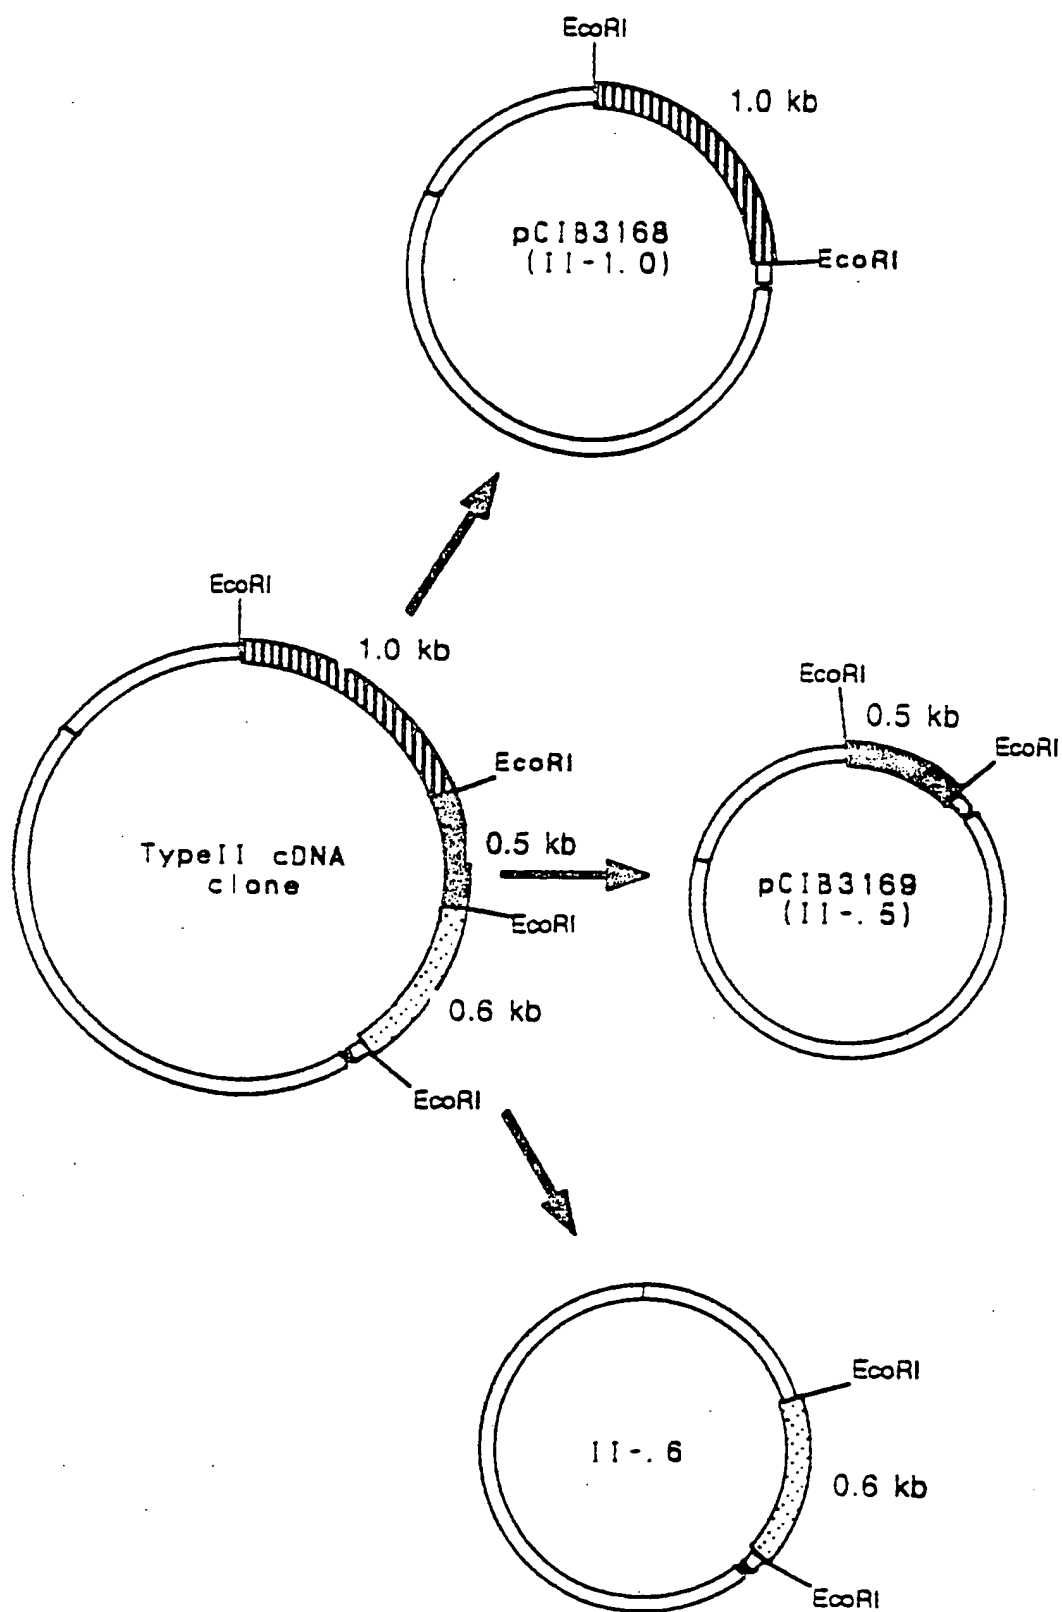 EcoRI
1.0 kb
pCIB3168
(II-1.0)
EcoRI
EcoRI
1.0 kb
EcoRI
TypeII cDNA
clone
0.5 kb
EcoRI
0.6 kb
EcoRI
EcoRI
0.5 kb
EcoRI
pCIB3169
(II-.5)
EcoRI
II-.6
0.6 kb
EcoRI